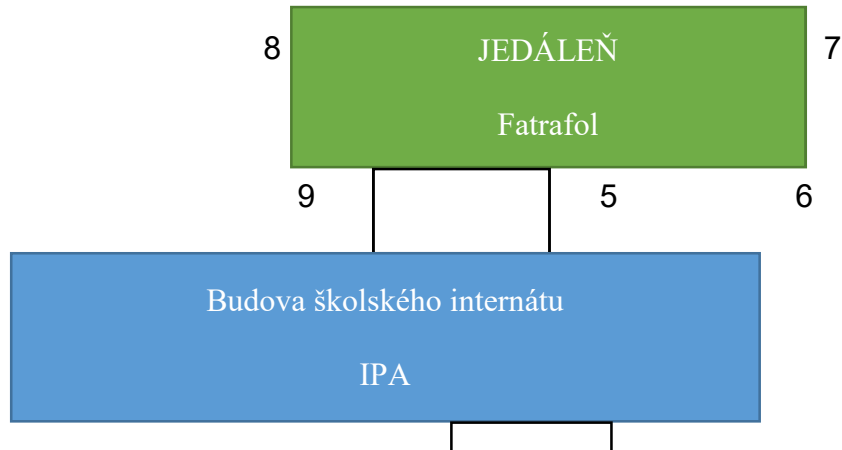 8
JEDÁLEŇ
7
Fatrafol
9
5
6
Budova školského internátu
IPA